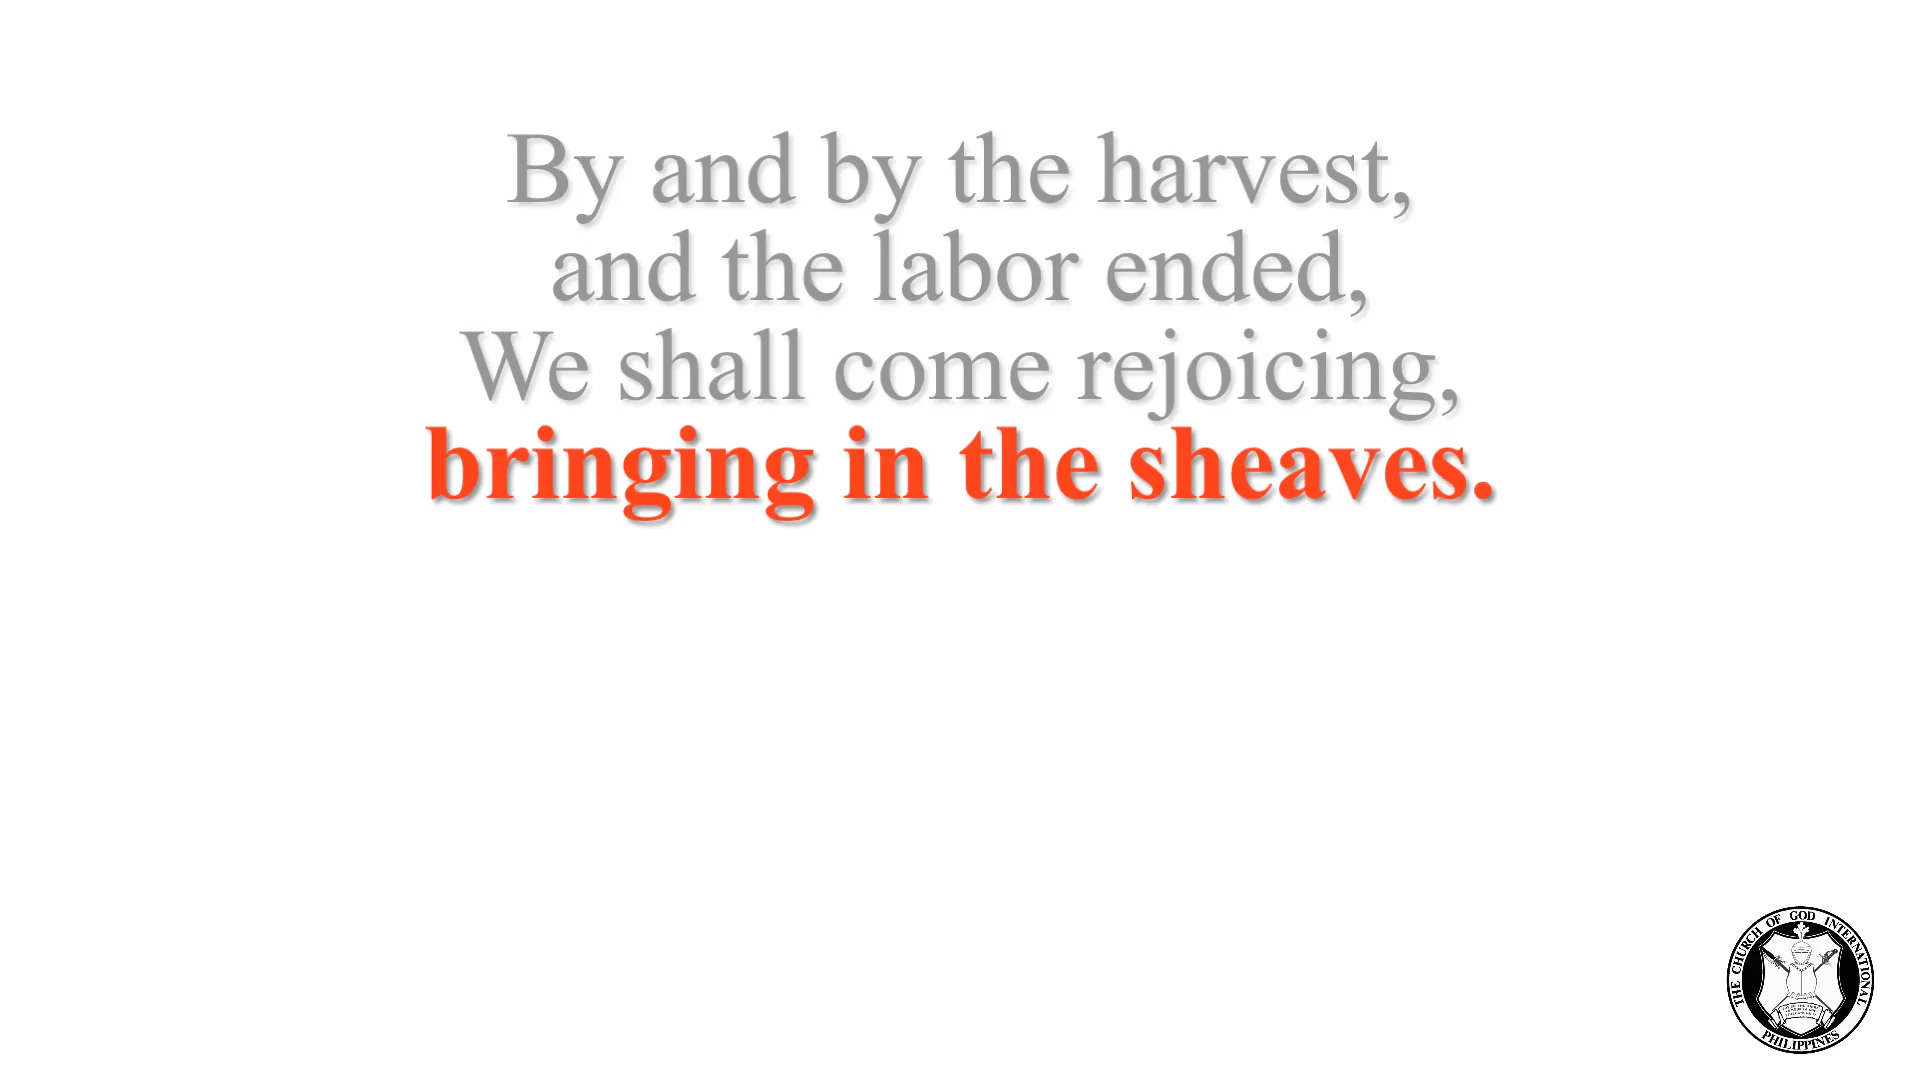 By and by the harvest,
and the labor ended,
We shall come rejoicing,
bringing in the sheaves.
THE CHURCH OF GOD INTERNATIONAL
PHILIPPINES